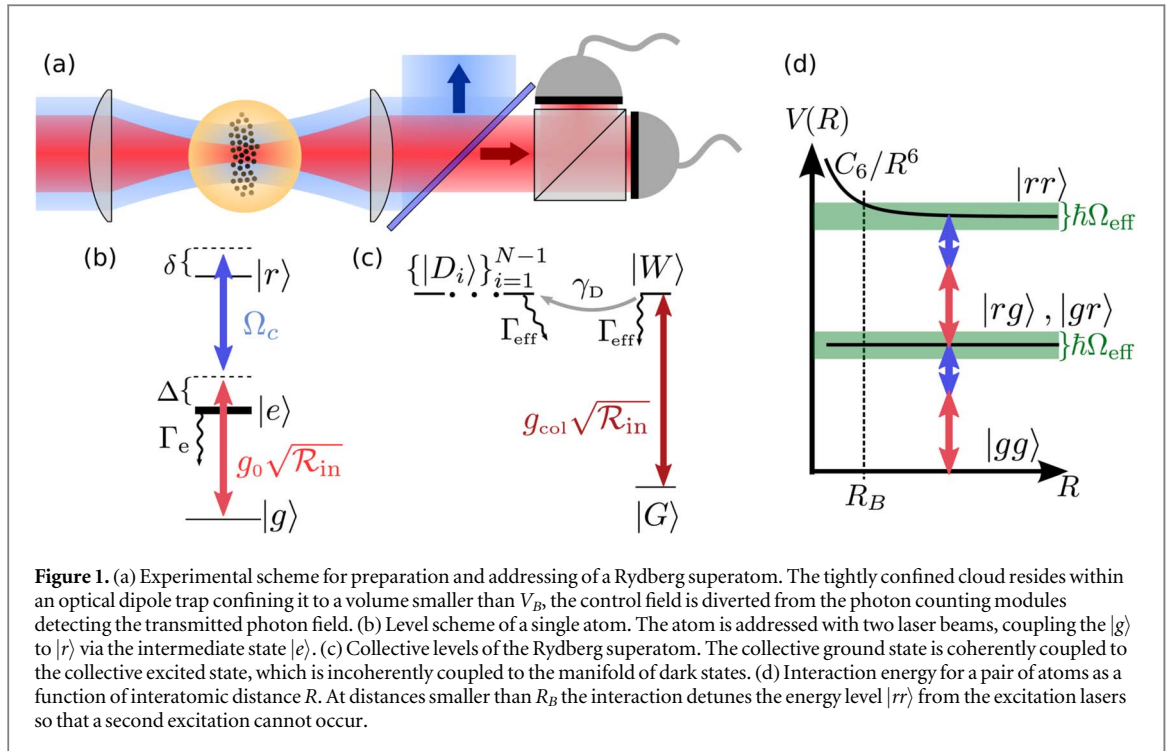 (a)
(b)
δ{
|r⟩
Ω_c
Δ{
|e⟩
Γ_e
g_0√R_in
|g⟩
(c)
{|D_i⟩}_{i=1}^{N−1}
|W⟩
γ_D
Γ_eff
Γ_eff
g_col√R_in
|G⟩
(d)
V(R)
C_6/R^6
|rr⟩
}ℏΩ_eff
|rg⟩, |gr⟩
}ℏΩ_eff
|gg⟩
R_B
R
Figure 1. (a) Experimental scheme for preparation and addressing of a Rydberg superatom. The tightly confined cloud resides within
an optical dipole trap confining it to a volume smaller than V_B, the control field is diverted from the photon counting modules
detecting the transmitted photon field. (b) Level scheme of a single atom. The atom is addressed with two laser beams, coupling the |g⟩
to |r⟩ via the intermediate state |e⟩. (c) Collective levels of the Rydberg superatom. The collective ground state is coherently coupled to
the collective excited state, which is incoherently coupled to the manifold of dark states. (d) Interaction energy for a pair of atoms as a
function of interatomic distance R. At distances smaller than R_B the interaction detunes the energy level |rr⟩ from the excitation lasers
so that a second excitation cannot occur.